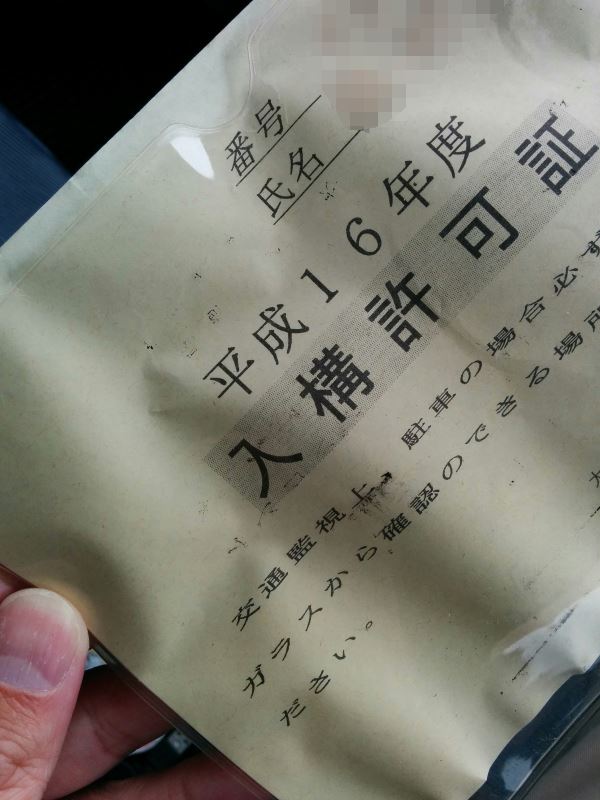 番号
氏名
平成16年度
入構許可証
交通監視上、駐車の場合必ず
ガラスから確認のできる場所
ださい。